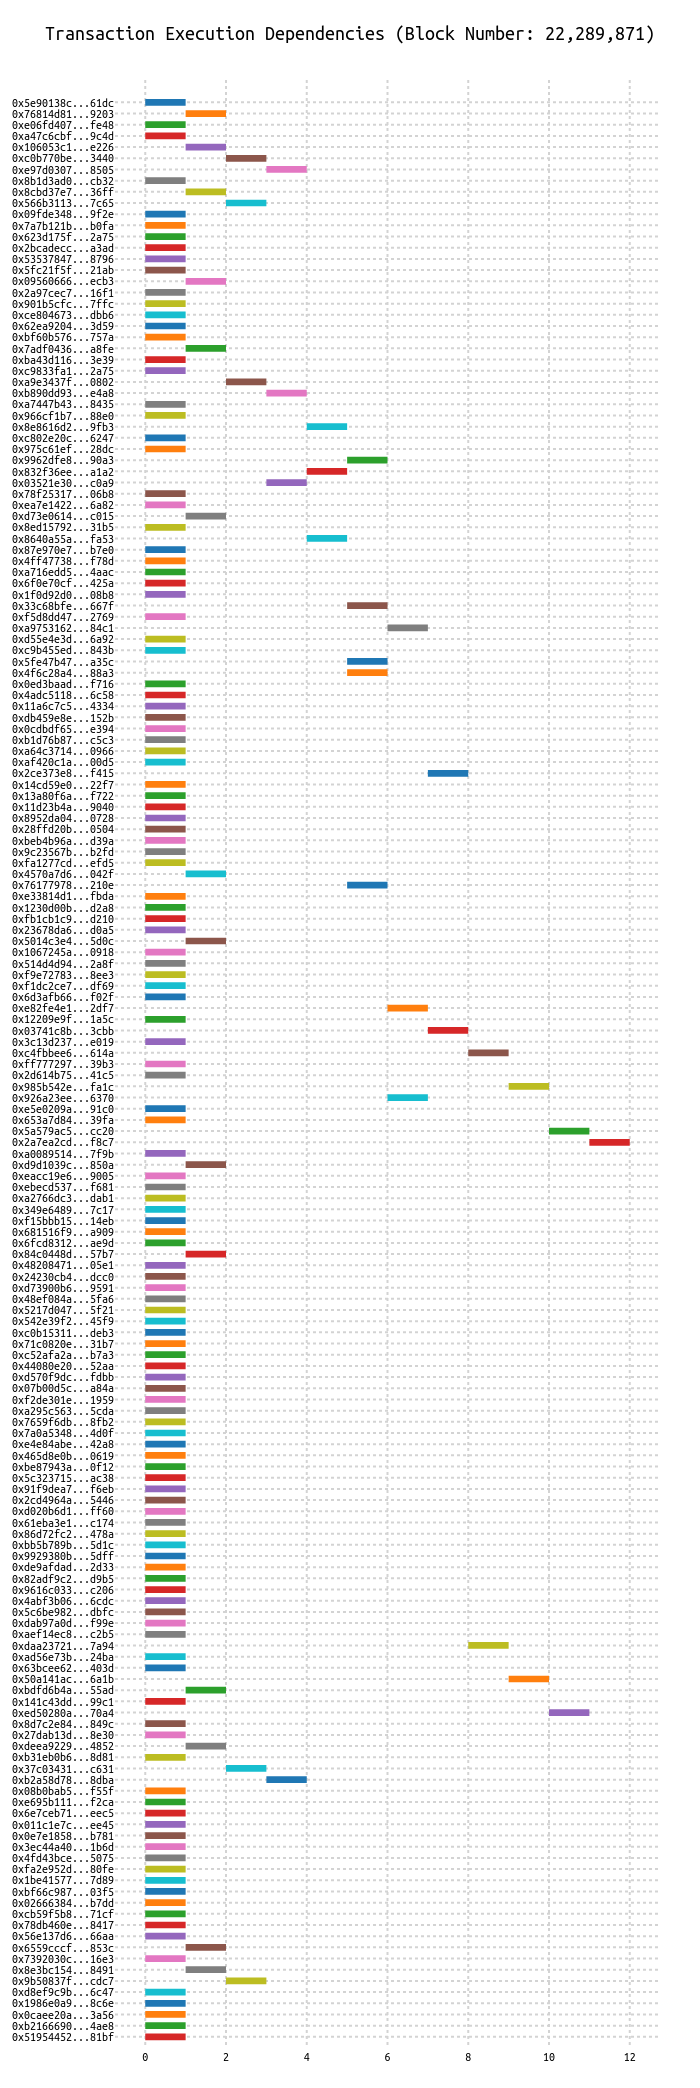 Transaction Execution Dependencies (Block Number: 22,289,871)
0x5e90138c...61dc
0x76814d81...9203
0xe06fd407...fe48
0xa47c6cbf...9c4d
0x106053c1...e226
0xc0b770be...3440
0xe97d0307...8505
0x8b1d3ad0...cb32
0x8cbd37e7...36ff
0x566b3113...7c65
0x09fde348...9f2e
0x7a7b121b...b0fa
0x623d175f...2a75
0x2bcadecc...a3ad
0x53537847...8796
0x5fc21f5f...21ab
0x09560666...ecb3
0x2a97cec7...16f1
0x901b5cfc...7ffc
0xce804673...dbb6
0x62ea9204...3d59
0xbf60b576...757a
0x7adf0436...a8fe
0xba43d116...3e39
0xc9833fa1...2a75
0xa9e3437f...0802
0xb890dd93...e4a8
0xa7447b43...8435
0x966cf1b7...88e0
0x8e8616d2...9fb3
0xc802e20c...6247
0x975c61ef...28dc
0x9962dfe8...90a3
0x832f36ee...a1a2
0x03521e30...c0a9
0x78f25317...06b8
0xea7e1422...6a82
0xd73e0614...c015
0x8ed15792...31b5
0x8640a55a...fa53
0x87e970e7...b7e0
0x4ff47738...f78d
0xa716edd5...4aac
0x6f0e70cf...425a
0x1f0d92d0...08b8
0x33c68bfe...667f
0xf5d8dd47...2769
0xa9753162...84c1
0xd55e4e3d...6a92
0xc9b455ed...843b
0x5fe47b47...a35c
0x4f6c28a4...88a3
0x0ed3baad...f716
0x4adc5118...6c58
0x11a6c7c5...4334
0xdb459e8e...152b
0x0cdbdf65...e394
0xb1d76b87...c5c3
0xa64c3714...0966
0xaf420c1a...00d5
0x2ce373e8...f415
0x14cd59e0...22f7
0x13a80f6a...f722
0x11d23b4a...9040
0x8952da04...0728
0x28ffd20b...0504
0xbeb4b96a...d39a
0x9c23567b...b2fd
0xfa1277cd...efd5
0x4570a7d6...042f
0x76177978...210e
0xe33814d1...fbda
0x1230d00b...d2a8
0xfb1cb1c9...d210
0x23678da6...d0a5
0x5014c3e4...5d0c
0x1067245a...0918
0x514d4d94...2a8f
0xf9e72783...8ee3
0xf1dc2ce7...df69
0x6d3afb66...f02f
0xe82fe4e1...2df7
0x12209e9f...1a5c
0x03741c8b...3cbb
0x3c13d237...e019
0xc4fbbee6...614a
0xff777297...39b3
0x2d614b75...41c5
0x985b542e...fa1c
0x926a23ee...6370
0xe5e0209a...91c0
0x653a7d84...39fa
0x5a579ac5...cc20
0x2a7ea2cd...f8c7
0xa0089514...7f9b
0xd9d1039c...850a
0xeacc19e6...9005
0xebecd537...f681
0xa2766dc3...dab1
0x349e6489...7c17
0xf15bbb15...14eb
0x681516f9...a909
0x6fcd8312...ae9d
0x84c0448d...57b7
0x48208471...05e1
0x24230cb4...dcc0
0xd73900b6...9591
0x48ef084a...5fa6
0x5217d047...5f21
0x542e39f2...45f9
0xc0b15311...deb3
0x71c0820e...31b7
0xc52afa2a...b7a3
0x44080e20...52aa
0xd570f9dc...fdbb
0x07b00d5c...a84a
0xf2de301e...1959
0xa295c563...5cda
0x7659f6db...8fb2
0x7a0a5348...4d0f
0xe4e84abe...42a8
0x465d8e0b...0619
0xbe87943a...0f12
0x5c323715...ac38
0x91f9dea7...f6eb
0x2cd4964a...5446
0xd020b6d1...ff60
0x61eba3e1...c174
0x86d72fc2...478a
0xbb5b789b...5d1c
0x9929380b...5dff
0xde9afdad...2d33
0x82adf9c2...d9b5
0x9616c033...c206
0x4abf3b06...6cdc
0x5c6be982...dbfc
0xdab97a0d...f99e
0xaef14ec8...c2b5
0xdaa23721...7a94
0xad56e73b...24ba
0x63bcee62...403d
0x50a141ac...6a1b
0xbdfd6b4a...55ad
0x141c43dd...99c1
0xed50280a...70a4
0x8d7c2e84...849c
0x27dab13d...8e30
0xdeea9229...4852
0xb31eb0b6...8d81
0x37c03431...c631
0xb2a58d78...8dba
0x08b0bab5...f55f
0xe695b111...f2ca
0x6e7ceb71...eec5
0x011c1e7c...ee45
0x0e7e1858...b781
0x3ec44a40...1b6d
0x4fd43bce...5075
0xfa2e952d...80fe
0x1be41577...7d89
0xbf66c987...03f5
0x02666384...b7dd
0xcb59f5b8...71cf
0x78db460e...8417
0x56e137d6...66aa
0x6559cccf...853c
0x7392030c...16e3
0x8e3bc154...8491
0x9b50837f...cdc7
0xd8ef9c9b...6c47
0x1986e0a9...8c6e
0x0caee20a...3a56
0xb2166690...4ae8
0x51954452...81bf
0 2 4 6 8 10 12